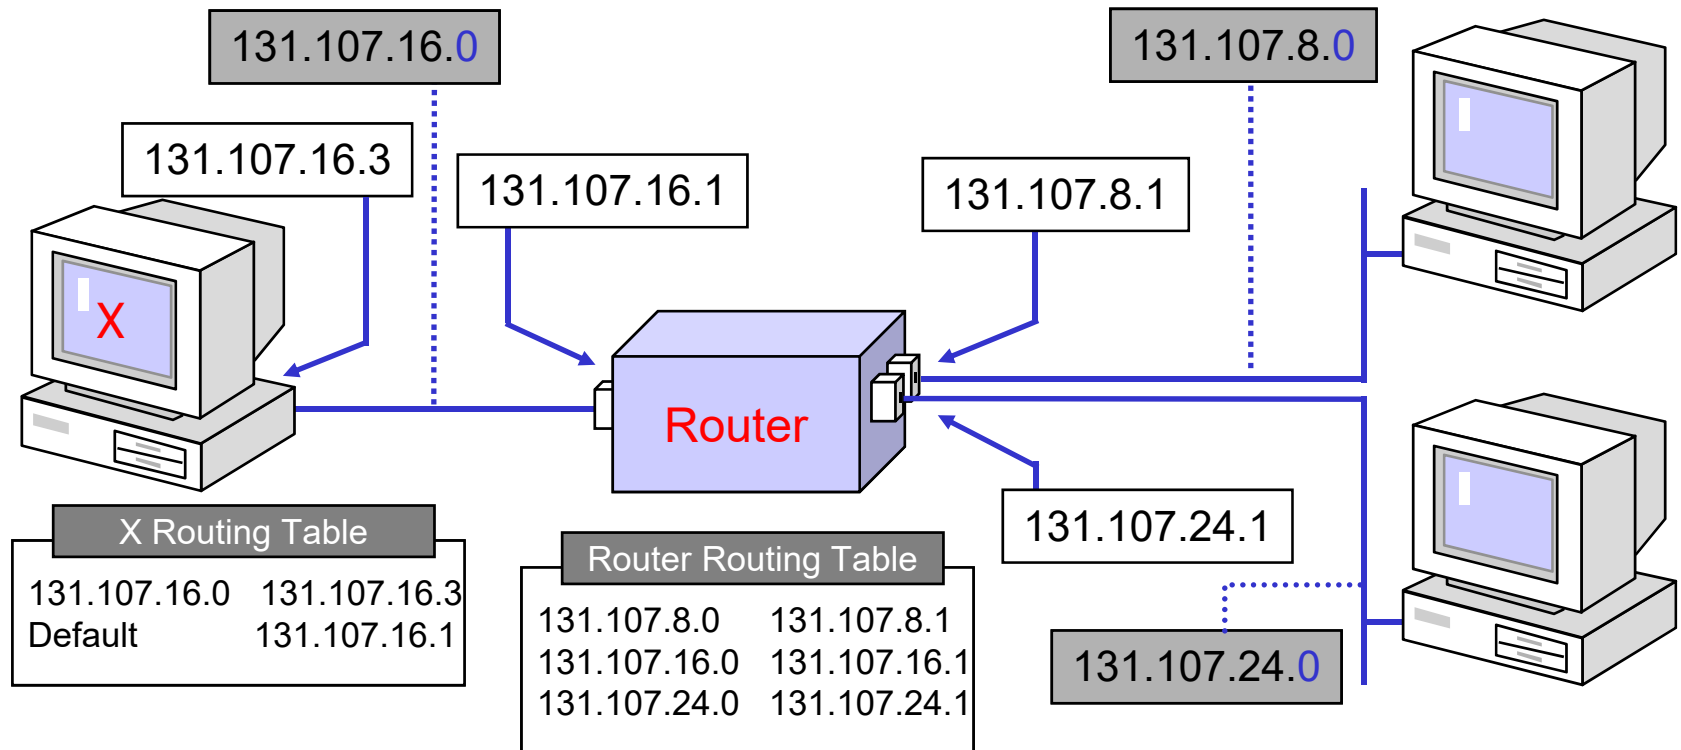 131.107.16.0
131.107.8.0
131.107.16.3
131.107.16.1
131.107.8.1
X
Router
131.107.24.1
131.107.24.0
X Routing Table
131.107.16.0 131.107.16.3
Default 131.107.16.1
Router Routing Table
131.107.8.0 131.107.8.1
131.107.16.0 131.107.16.1
131.107.24.0 131.107.24.1